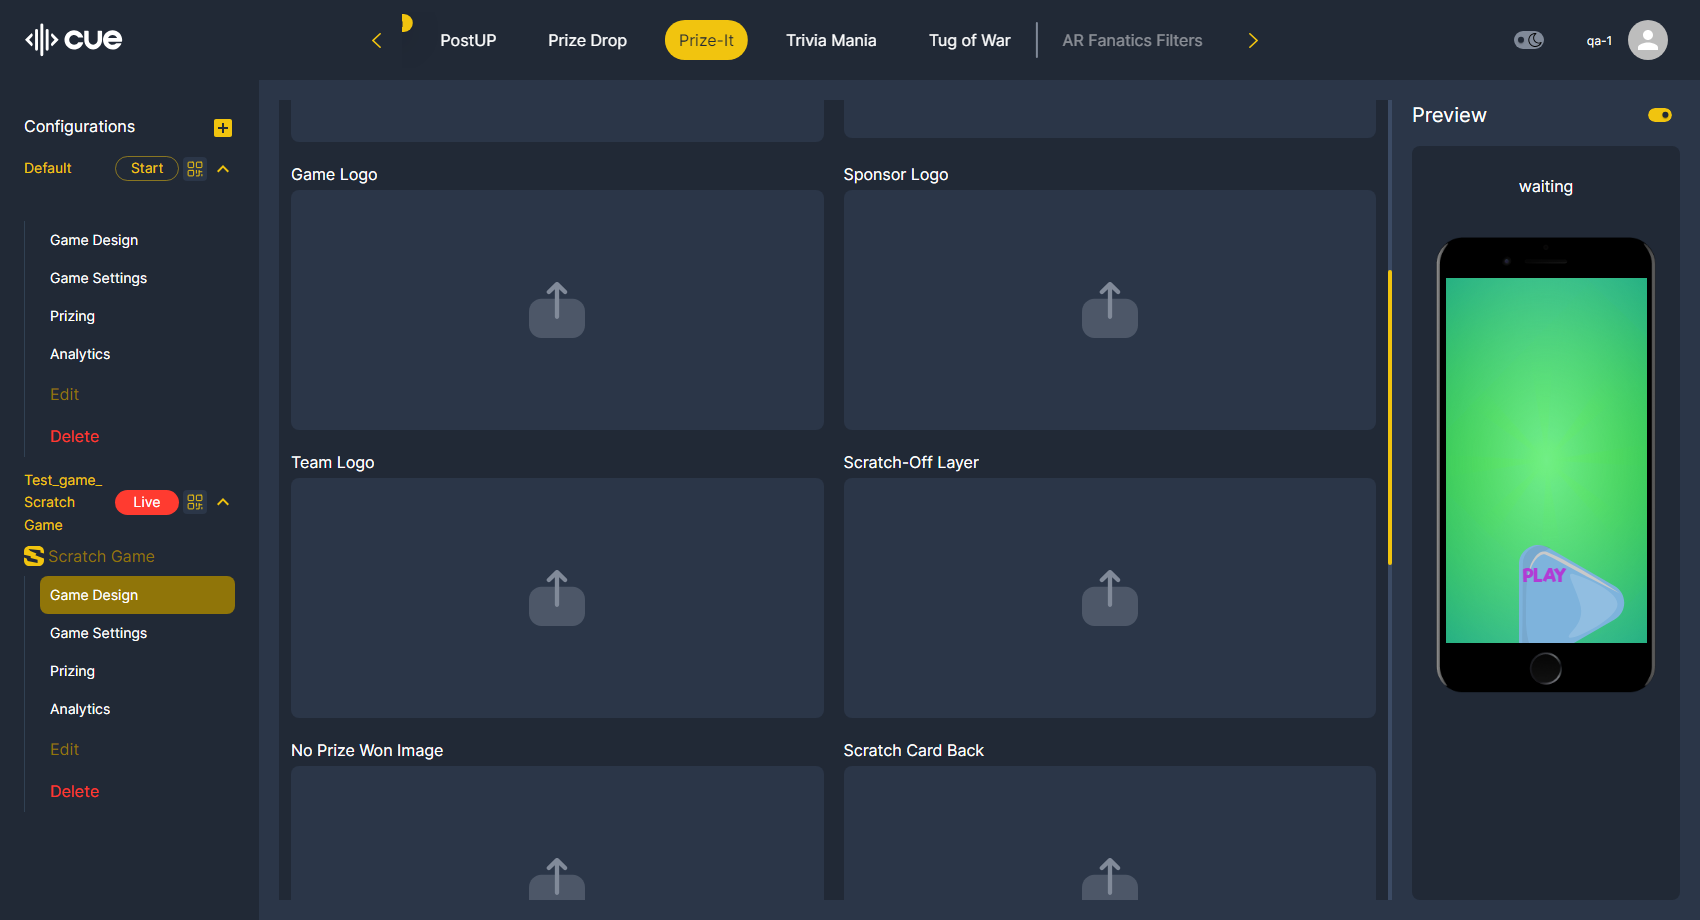 cue
PostUP
Prize Drop
Prize-It
Trivia Mania
Tug of War
AR Fanatics Filters
qa-1
Configurations
Default
Start
Game Design
Game Settings
Prizing
Analytics
Edit
Delete
Test_game_
Scratch
Game
Live
Scratch Game
Game Design
Game Settings
Prizing
Analytics
Edit
Delete
Game Logo
Sponsor Logo
Team Logo
Scratch-Off Layer
No Prize Won Image
Scratch Card Back
Preview
waiting
PLAY